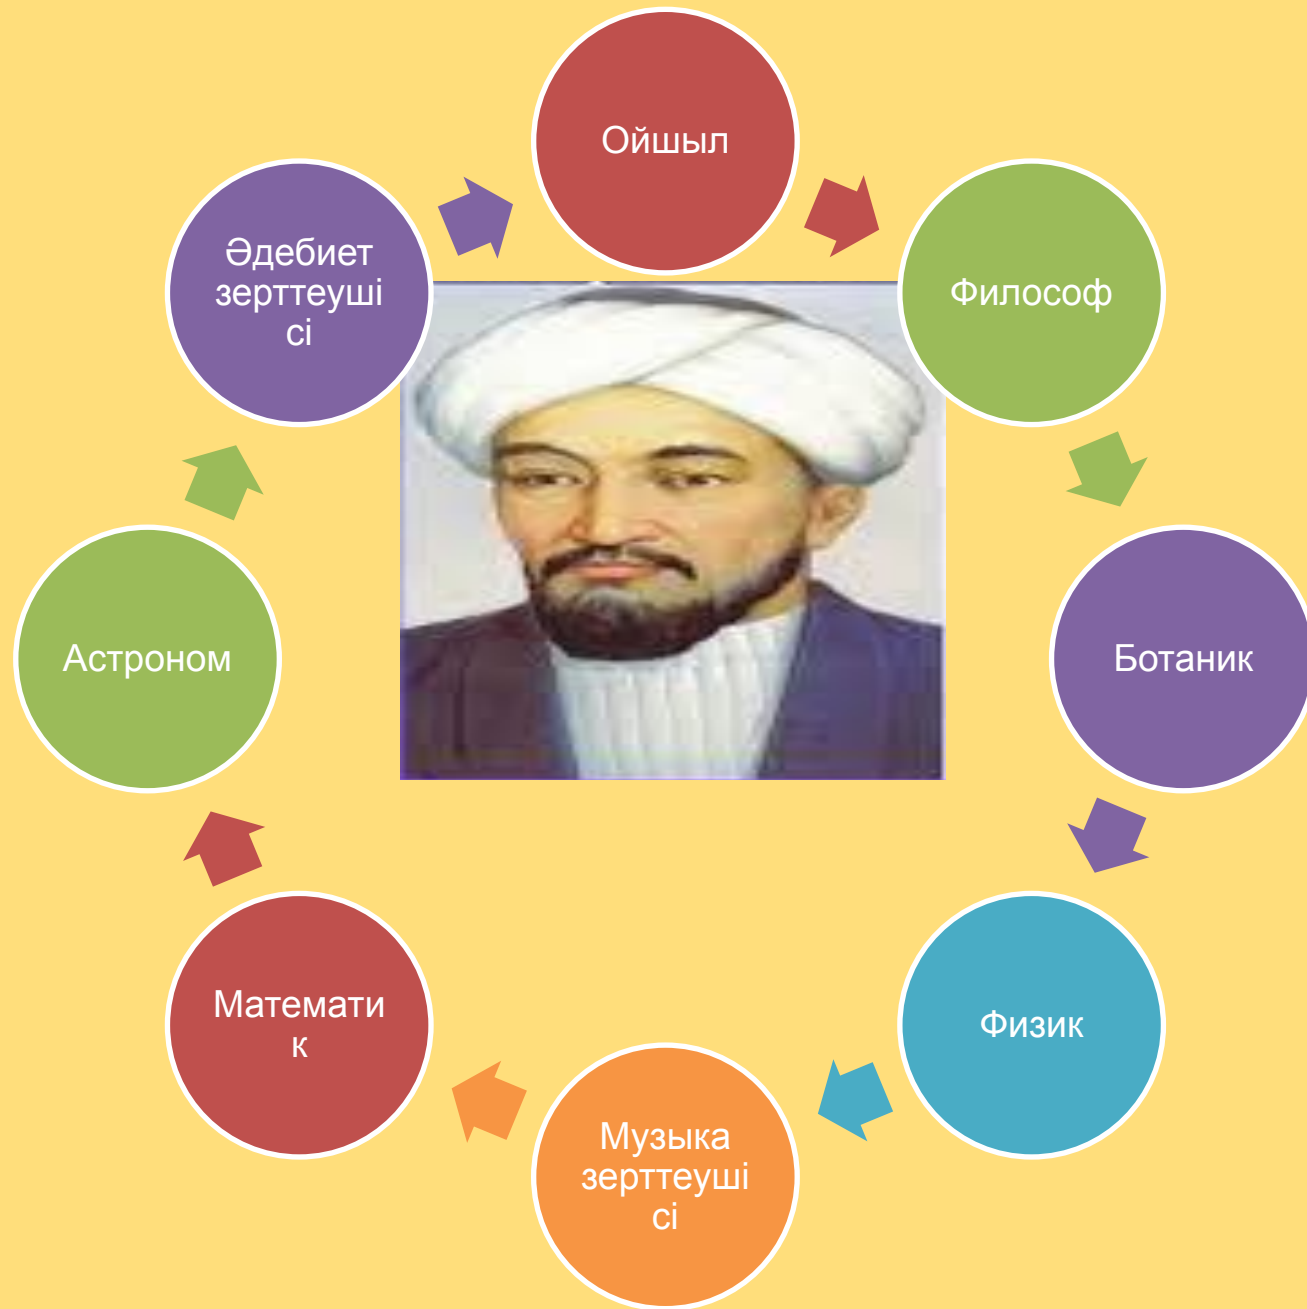 Ойшыл
Философ
Ботаник
Физик
Музыка
зерттеуші
сі
Математи
к
Астроном
Әдебиет
зерттеуші
сі